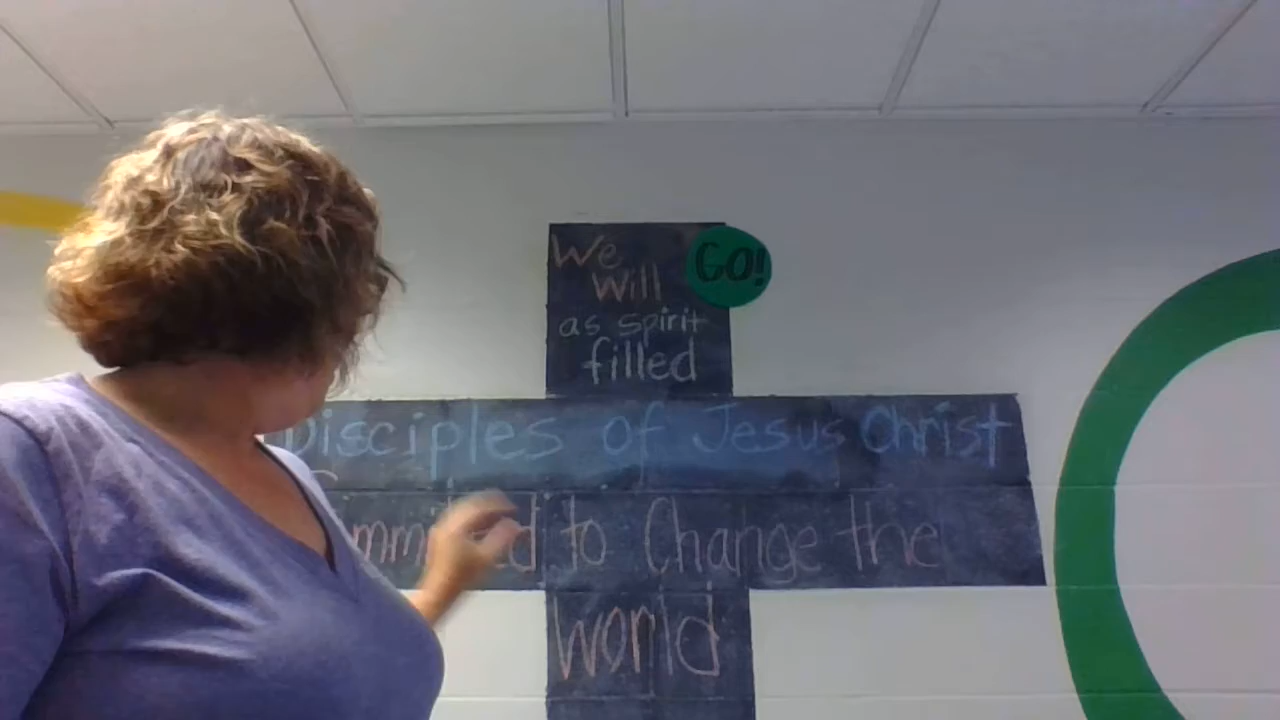 We
will
GO!
as spirit
filled
Disciples of Jesus Christ
to Change the
world